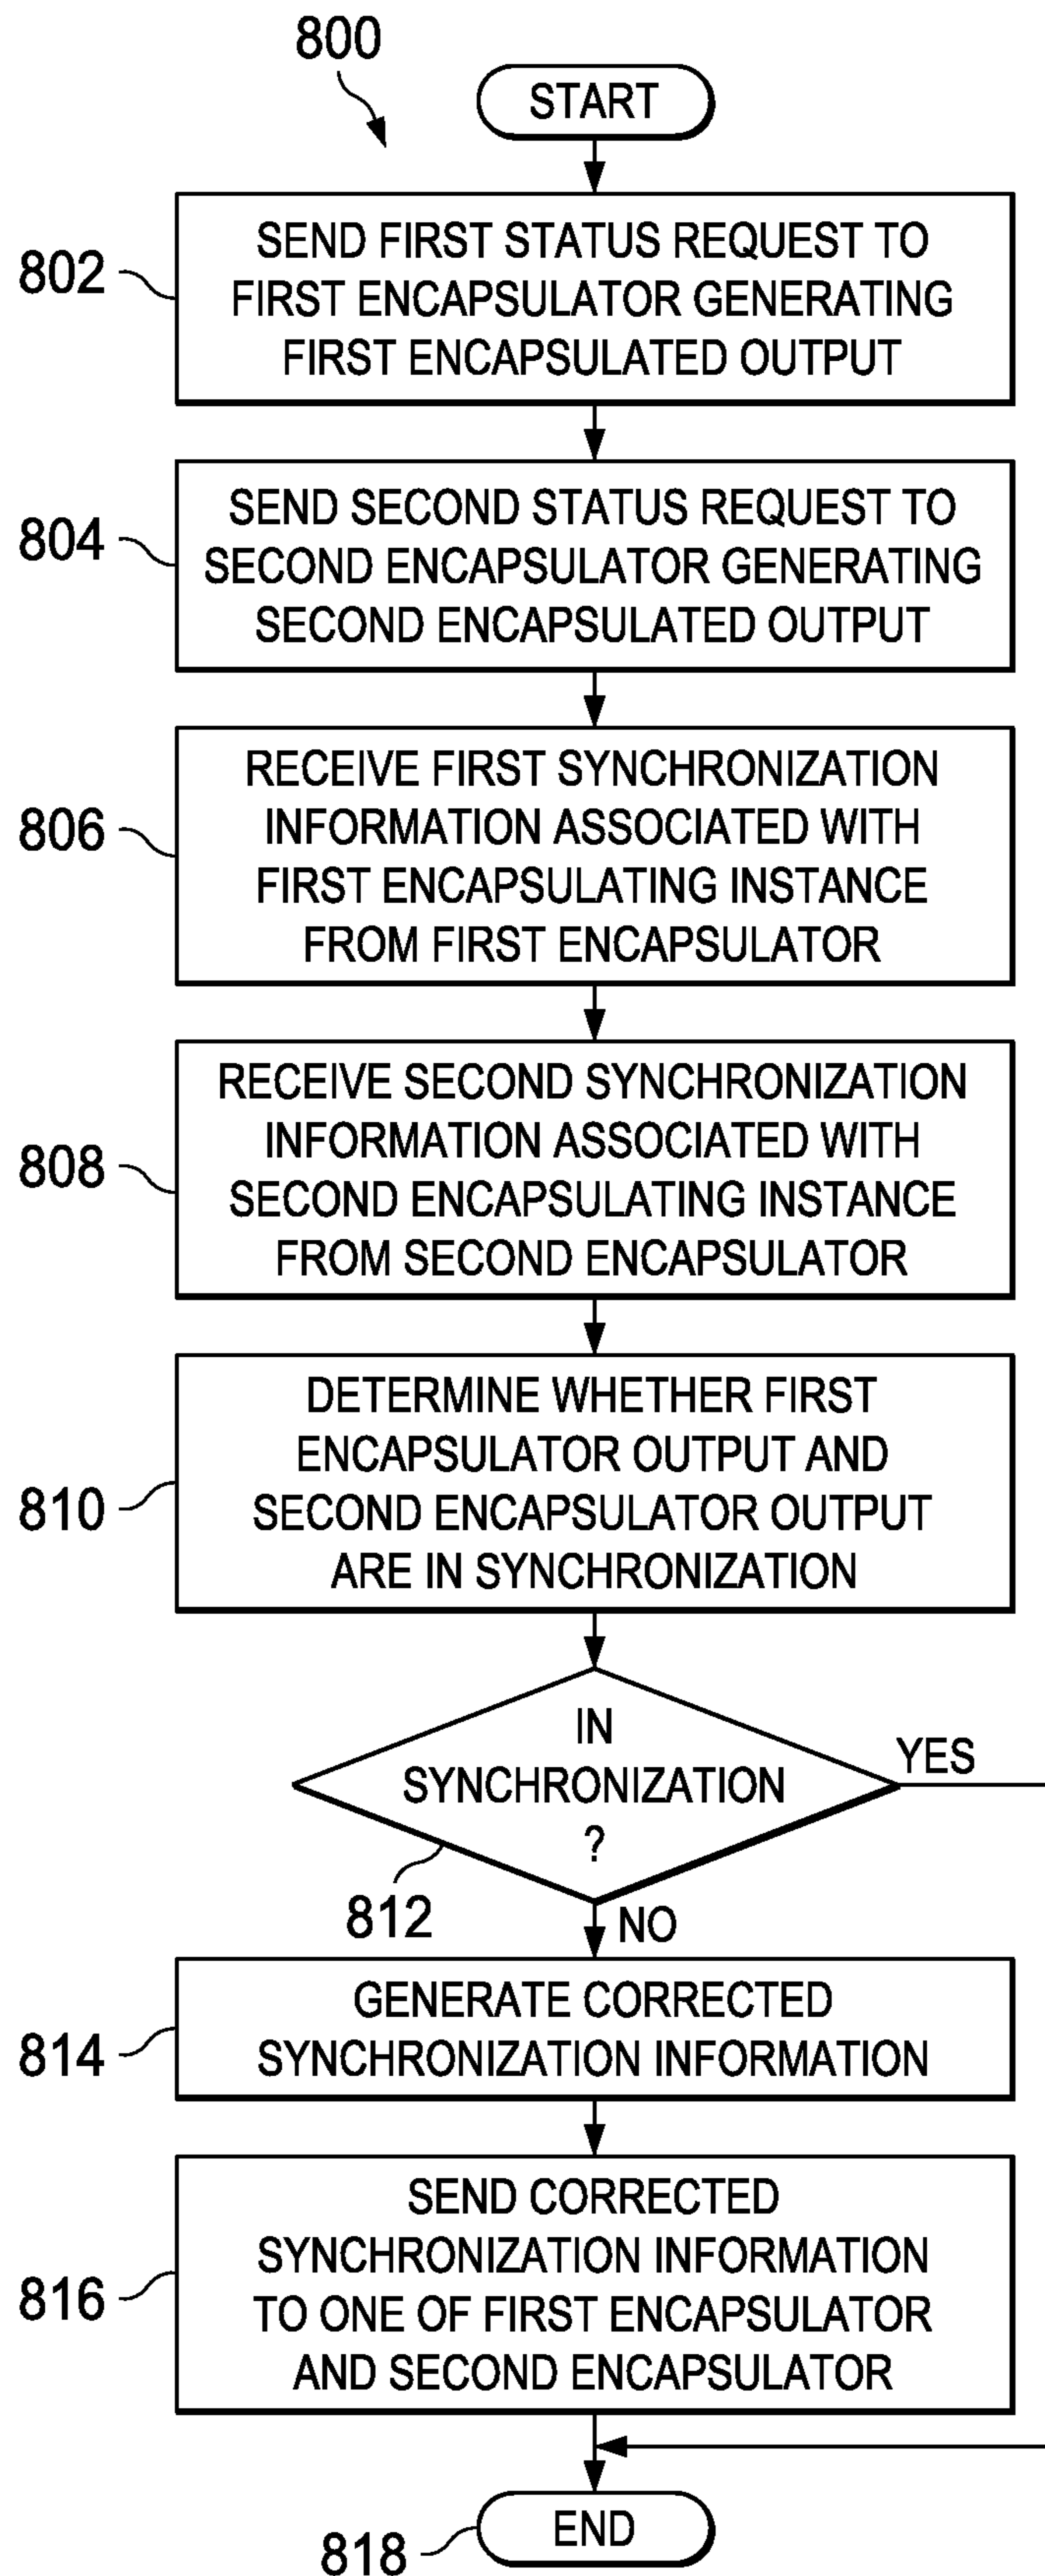 800
START
802
SEND FIRST STATUS REQUEST TO
FIRST ENCAPSULATOR GENERATING
FIRST ENCAPSULATED OUTPUT
804
SEND SECOND STATUS REQUEST TO
SECOND ENCAPSULATOR GENERATING
SECOND ENCAPSULATED OUTPUT
806
RECEIVE FIRST SYNCHRONIZATION
INFORMATION ASSOCIATED WITH
FIRST ENCAPSULATING INSTANCE
FROM FIRST ENCAPSULATOR
808
RECEIVE SECOND SYNCHRONIZATION
INFORMATION ASSOCIATED WITH
SECOND ENCAPSULATING INSTANCE
FROM SECOND ENCAPSULATOR
810
DETERMINE WHETHER FIRST
ENCAPSULATOR OUTPUT AND
SECOND ENCAPSULATOR OUTPUT
ARE IN SYNCHRONIZATION
IN
SYNCHRONIZATION
?
YES
812
NO
814
GENERATE CORRECTED
SYNCHRONIZATION INFORMATION
816
SEND CORRECTED
SYNCHRONIZATION INFORMATION
TO ONE OF FIRST ENCAPSULATOR
AND SECOND ENCAPSULATOR
818
END